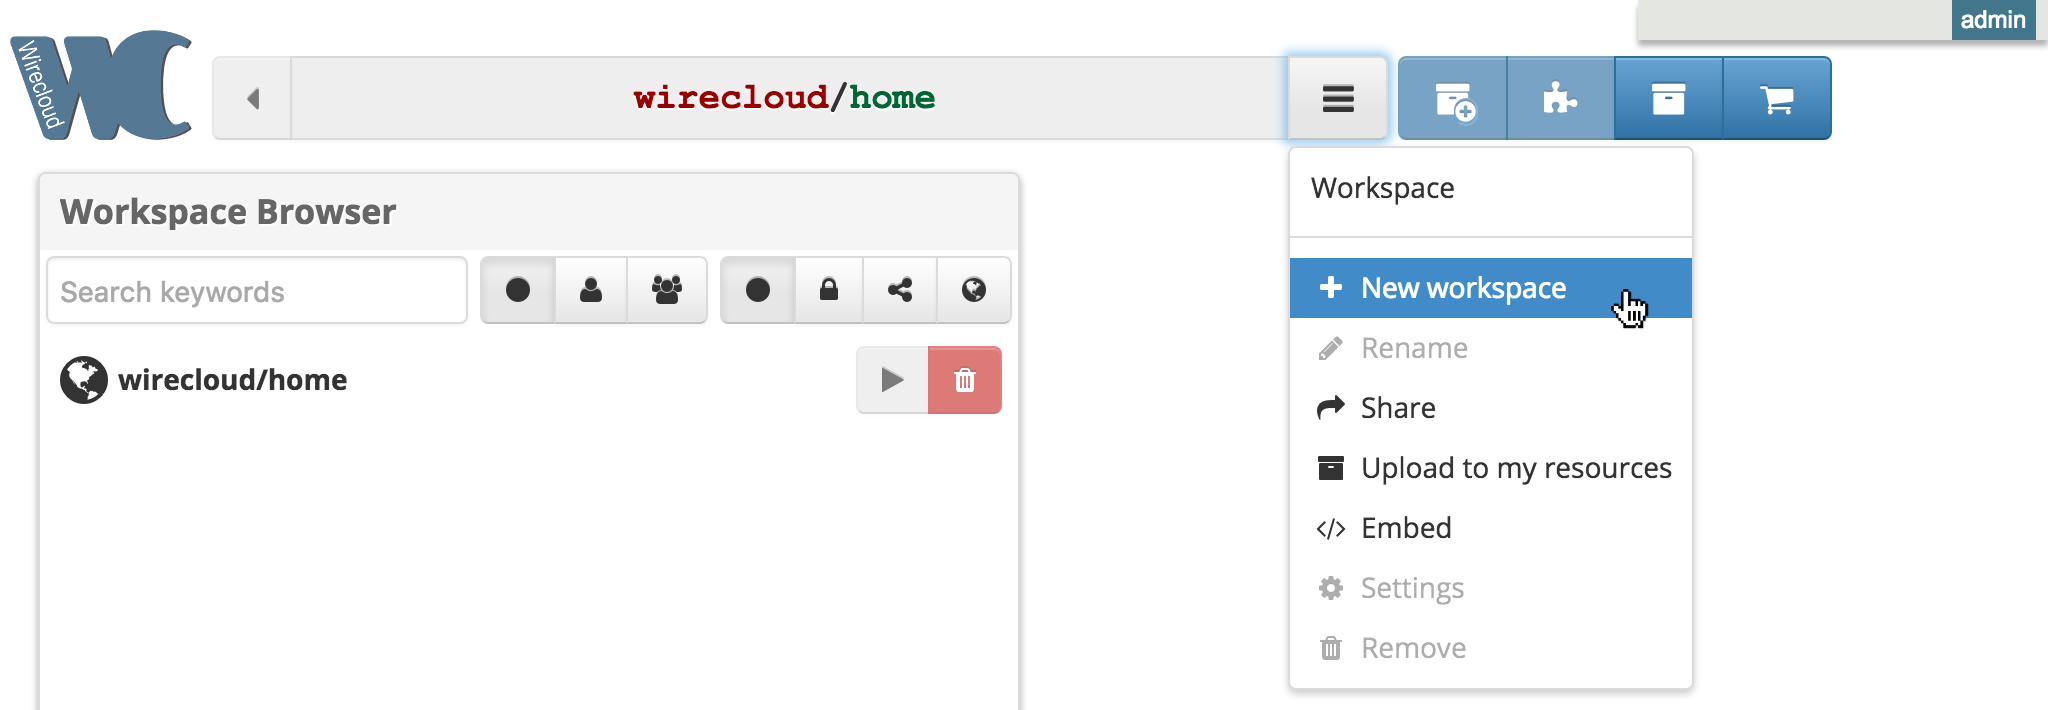 admin
Wirecloud
WC
wirecloud/home
Workspace
Workspace Browser
Search keywords
wirecloud/home
New workspace
Rename
Share
Upload to my resources
Embed
Settings
Remove